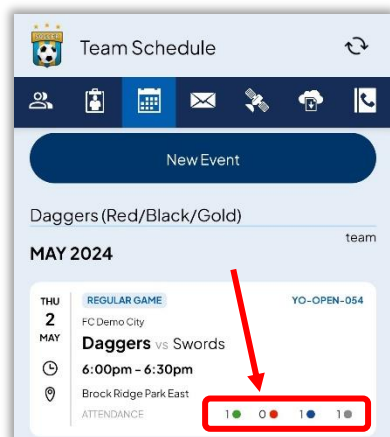 SOCCER
Team Schedule
New Event
Daggers (Red/Black/Gold)
team
MAY 2024
THU
2
MAY
REGULAR GAME
YO-OPEN-054
FC Demo City
Daggers vs Swords
6:00pm - 6:30pm
Brock Ridge Park East
ATTENDANCE
1 0 1 1